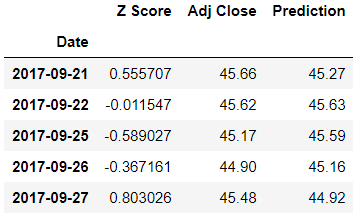 Z Score Adj Close Prediction
Date
2017-09-21 0.555707 45.66 45.27
2017-09-22 -0.011547 45.62 45.63
2017-09-25 -0.589027 45.17 45.59
2017-09-26 -0.367161 44.90 45.16
2017-09-27 0.803026 45.48 44.92